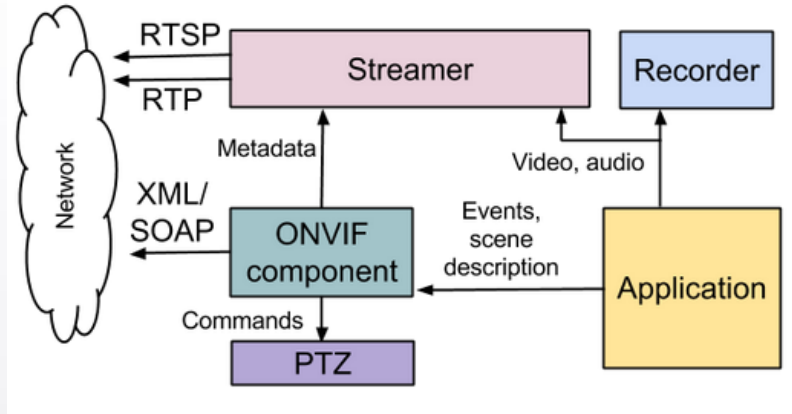 RTSP
Streamer
Recorder
RTP
Metadata
Video, audio
Network
XML/
SOAP
ONVIF
component
Events,
scene
description
Application
Commands
PTZ